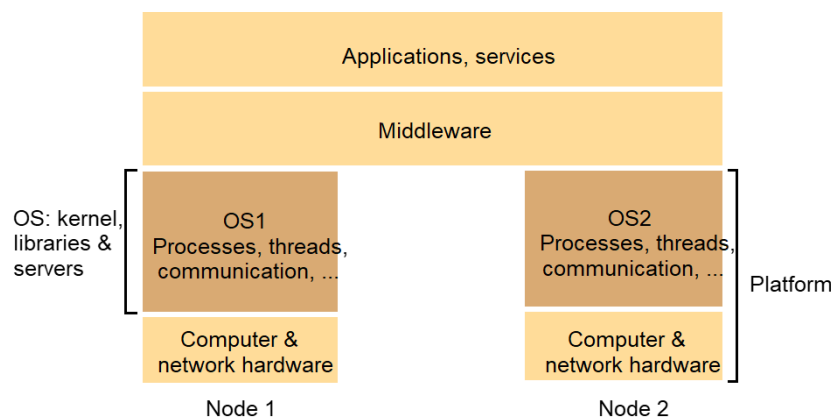 Applications, services
Middleware
OS: kernel,
libraries &
servers
OS1
Processes, threads,
communication, ...
OS2
Processes, threads,
communication, ...
Platform
Computer &
network hardware
Computer &
network hardware
Node 1
Node 2